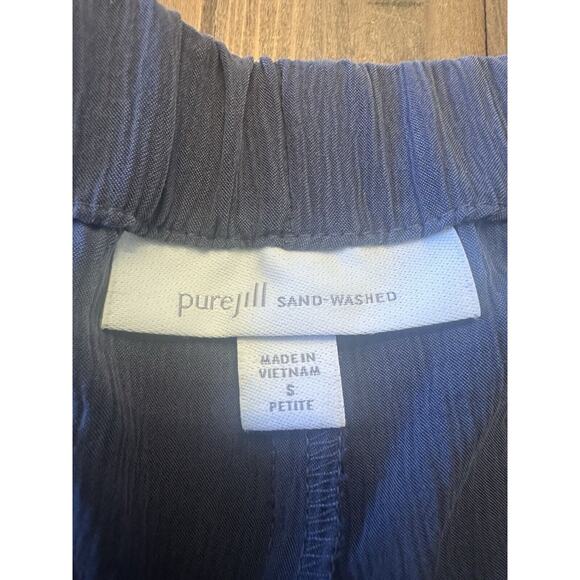 purejill SAND-WASHED
MADE IN
VIETNAM
S
PETITE